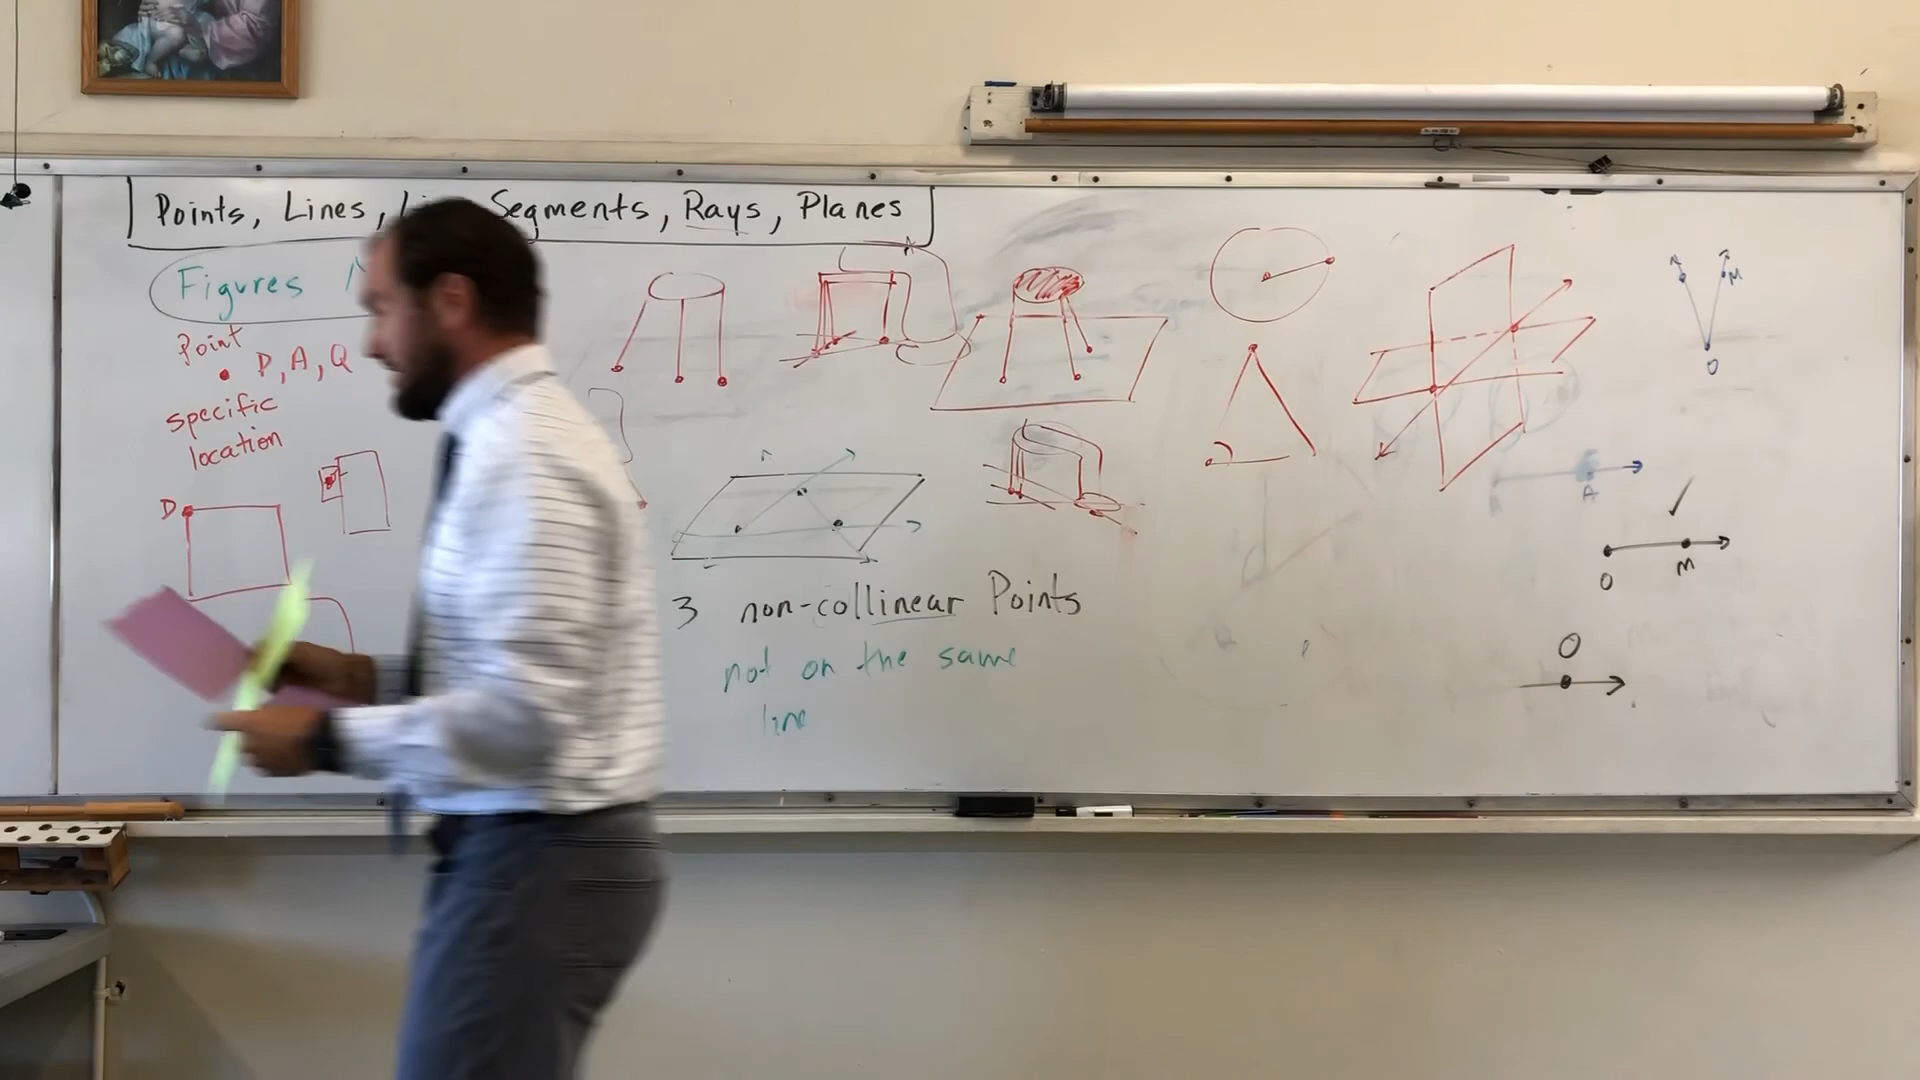 Points, Lines, Segments, Rays, Planes
Figures
Point
P, A, Q
specific
location
D
3 non-collinear Points
not on the same
line
M
O
A
O
M
O